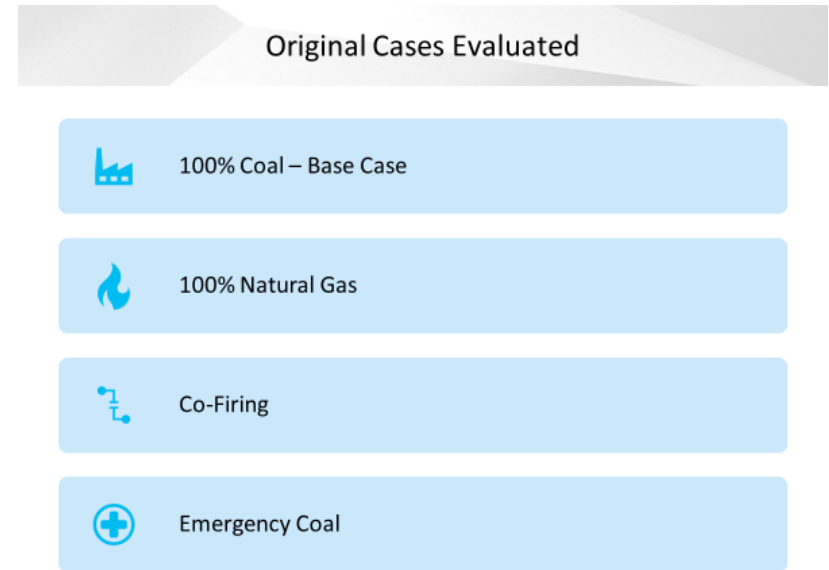 Original Cases Evaluated
100% Coal – Base Case
100% Natural Gas
Co-Firing
Emergency Coal